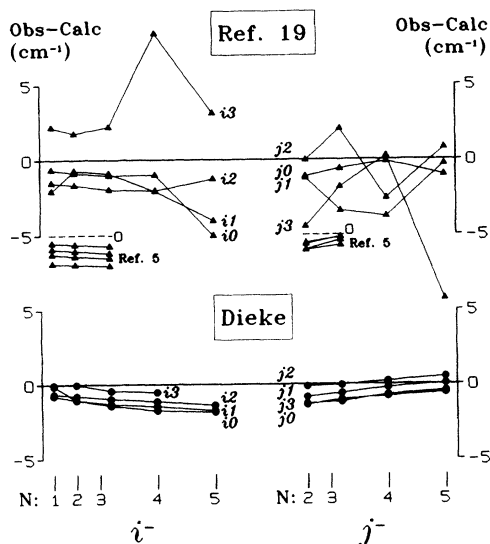 Obs-Calc
(cm⁻¹)
Ref. 19
Obs-Calc
(cm⁻¹)
5
0
-5
5
0
-5
i3
i2
i1
i0
j2
j0
j1
j3
0
Ref. 5
0
Ref. 5
Dieke
5
0
-5
5
0
-5
i3
i2
i1
i0
j2
j1
j3
j0
N: 1 2 3 4 5
N: 2 3 4 5
i⁻
j⁻